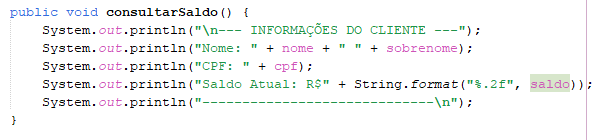 public void consultarSaldo() {
System.out.println("\n--- INFORMAÇÕES DO CLIENTE ---");
System.out.println("Nome: " + nome + " " + sobrenome);
System.out.println("CPF: " + cpf);
System.out.println("Saldo Atual: R$" + String.format("%.2f", saldo));
System.out.println("-----------------------------\n");
}